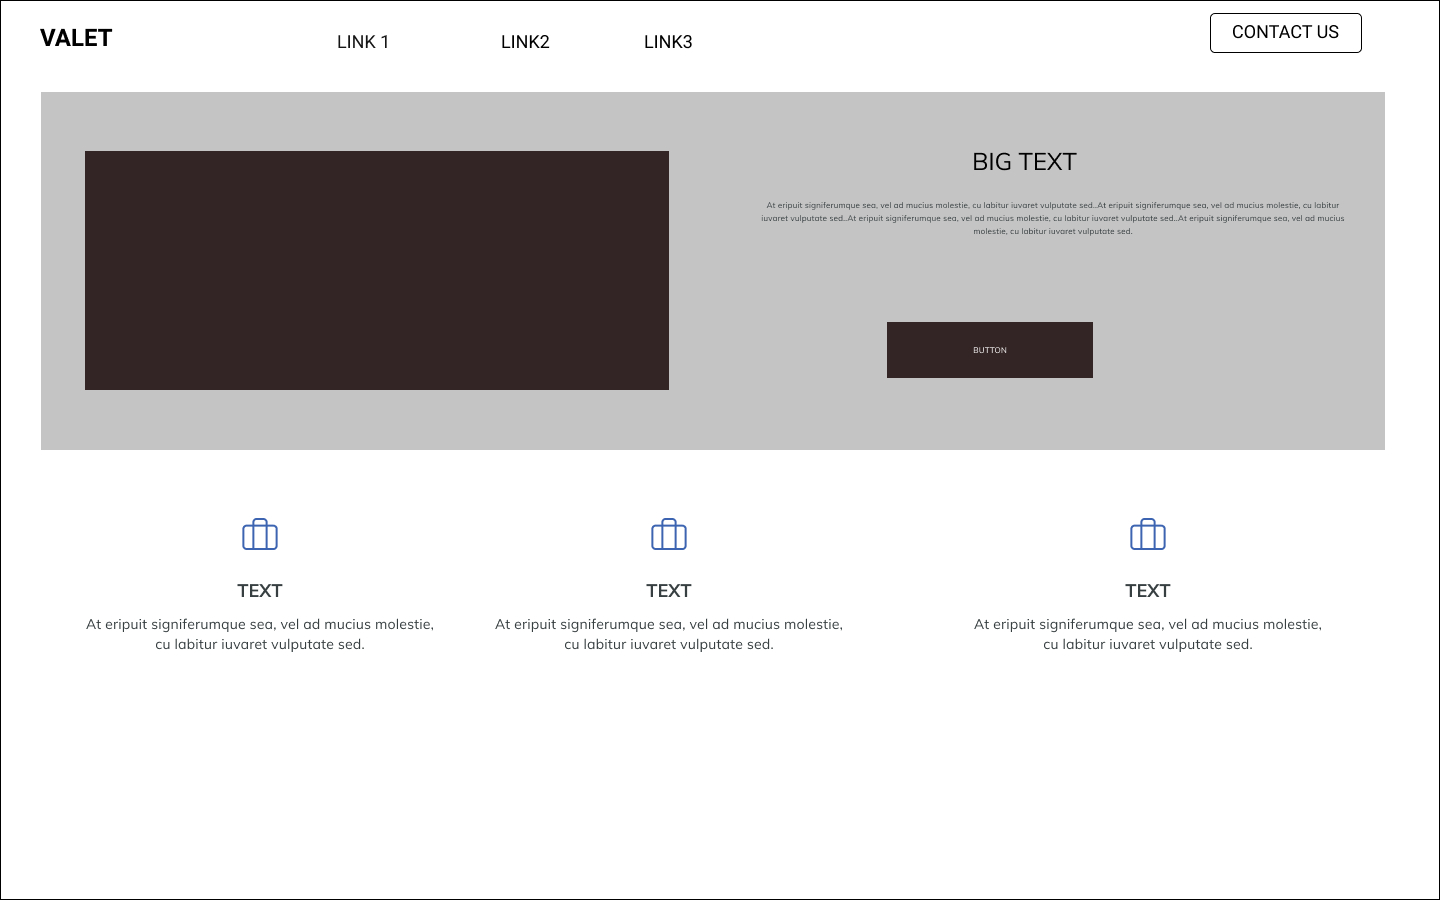 VALET
LINK 1
LINK2
LINK3
CONTACT US
BIG TEXT
At eripuit signiferumque sea, vel ad mucius molestie, cu labitur iuvaret vulputate sed..At eripuit signiferumque sea, vel ad mucius molestie, cu labitur
iuvaret vulputate sed..At eripuit signiferumque sea, vel ad mucius molestie, cu labitur iuvaret vulputate sed..At eripuit signiferumque sea, vel ad mucius
molestie, cu labitur iuvaret vulputate sed.
BUTTON
TEXT
At eripuit signiferumque sea, vel ad mucius molestie,
cu labitur iuvaret vulputate sed.
TEXT
At eripuit signiferumque sea, vel ad mucius molestie,
cu labitur iuvaret vulputate sed.
TEXT
At eripuit signiferumque sea, vel ad mucius molestie,
cu labitur iuvaret vulputate sed.